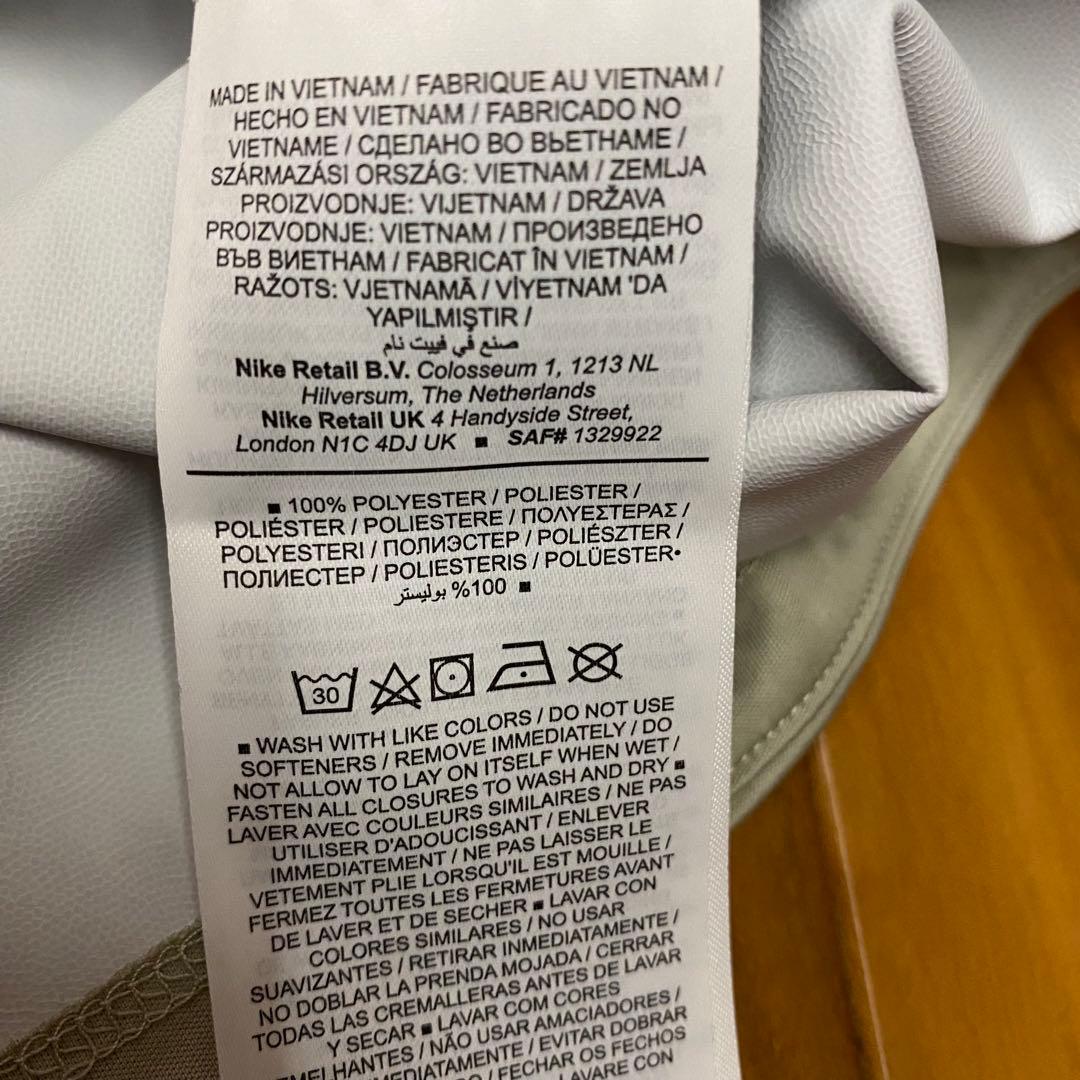 MADE IN VIETNAM / FABRIQUE AU VIETNAM /
HECHO EN VIETNAM / FABRICADO NO
VIETNAME / СДЕЛАНО ВО ВЬЕТНАМЕ /
SZÁRMAZÁSI ORSZÁG: VIETNAM / ZEMLJA
PROIZVODNJE: VIJETNAM / DRŽAVA
PROIZVODNJE: VIETNAM / ПРОИЗВЕДЕНО
ВЪВ ВИЕТНАМ / FABRICAT ÎN VIETNAM /
RAŽOTS: VJETNAMĀ / VİYETNAM 'DA
YAPILMIŞTIR /
صنع في فييت نام
Nike Retail B.V. Colosseum 1, 1213 NL
Hilversum, The Netherlands
Nike Retail UK 4 Handyside Street,
London N1C 4DJ UK ■ SAF# 1329922
■ 100% POLYESTER / POLIESTER /
POLIÉSTER / POLIESTERE / ΠΟΛΥΕΣΤΕΡΑΣ /
POLYESTERI / ПОЛИЭСТЕР / POLIÉSZTER /
ПОЛИЕСТЕР / POLIESTERIS / POLÜESTER•
100% بوليستر ■
30
■ WASH WITH LIKE COLORS / DO NOT USE
SOFTENERS / REMOVE IMMEDIATELY / DO
NOT ALLOW TO LAY ON ITSELF WHEN WET /
FASTEN ALL CLOSURES TO WASH AND DRY ■
LAVER AVEC COULEURS SIMILAIRES / NE PAS
UTILISER D'ADOUCISSANT / ENLEVER
IMMEDIATEMENT / NE PAS LAISSER LE
VETEMENT PLIE LORSQU'IL EST MOUILLE /
FERMEZ TOUTES LES FERMETURES AVANT
DE LAVER ET DE SECHER ■ LAVAR CON
COLORES SIMILARES / NO USAR
SUAVIZANTES / RETIRAR INMEDIATAMENTE /
NO DOBLAR LA PRENDA MOJADA / CERRAR
TODAS LAS CREMALLERAS ANTES DE LAVAR
Y SECAR ■ LAVAR COM CORES
/ NÃO USAR AMACIADORES /
/ EVITAR DOBRAR
/ FECHAR OS FECHOS
LAVARE CON